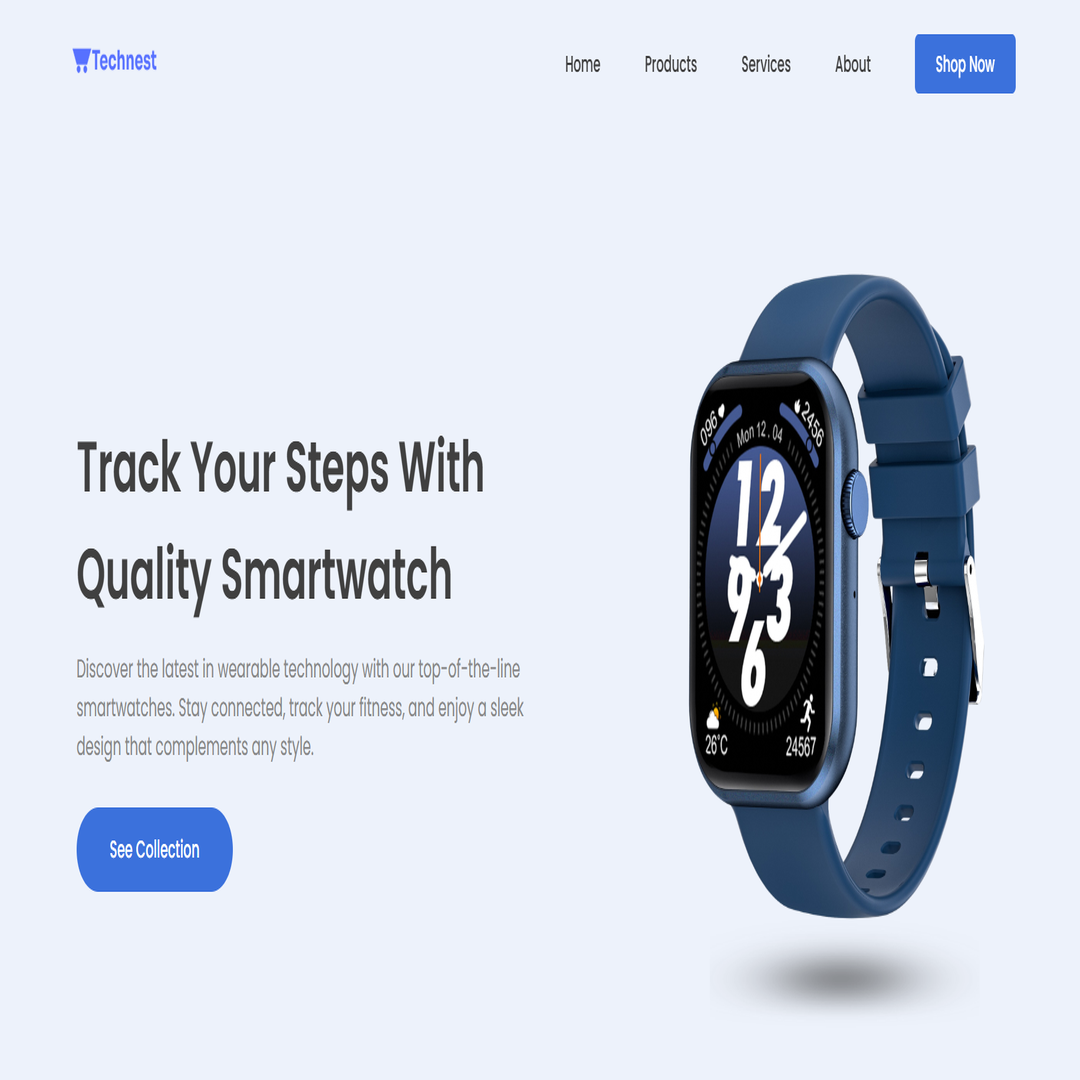 Technest
Home Products Services About Shop Now
Track Your Steps With
Quality Smartwatch
Discover the latest in wearable technology with our top-of-the-line
smartwatches. Stay connected, track your fitness, and enjoy a sleek
design that complements any style.
See Collection
096 2456
Mon 12 . 04
12
9 3
6
26°C 24567